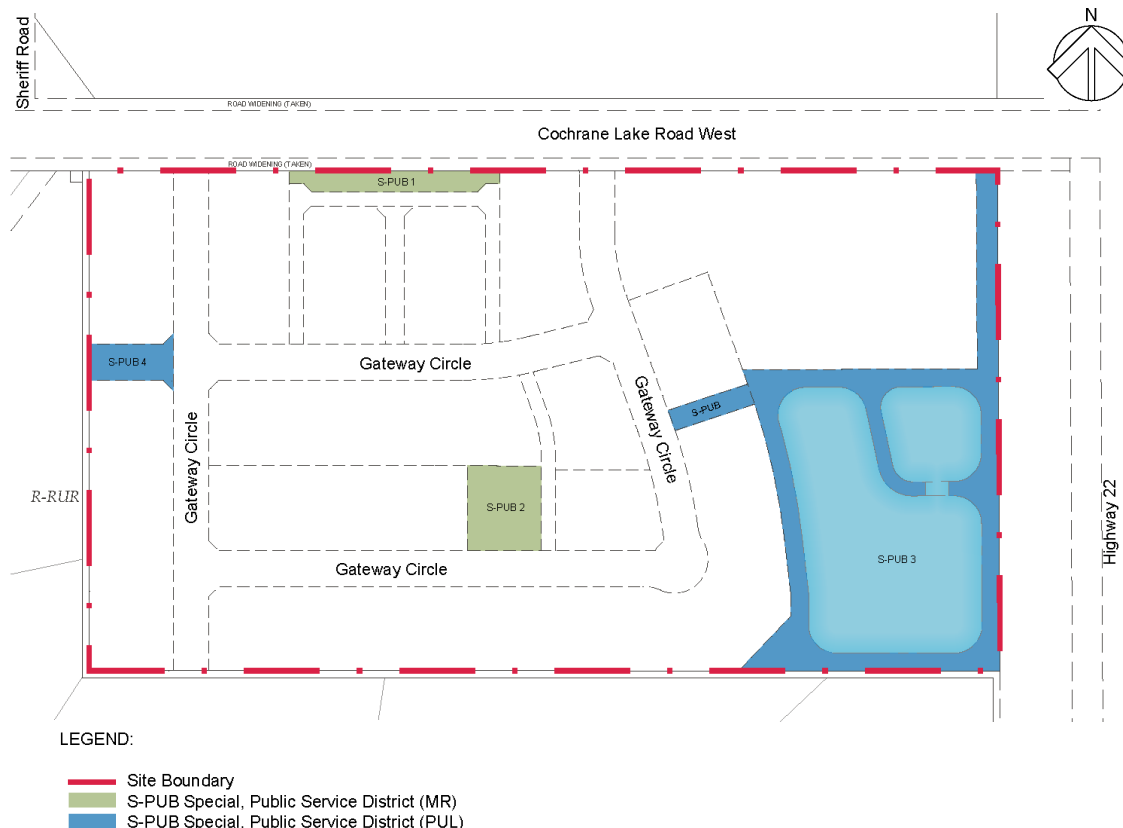 N
Sheriff Road
ROAD WIDENING (TAKEN)
Cochrane Lake Road West
ROAD WIDENING (TAKEN)
S-PUB 1
S-PUB 4
Gateway Circle
Gateway Circle
Gateway Circle
S-PUB
R-RUR
S-PUB 2
Highway 22
S-PUB 3
Gateway Circle
LEGEND:
Site Boundary
S-PUB Special, Public Service District (MR)
S-PUB Special, Public Service District (PUL)